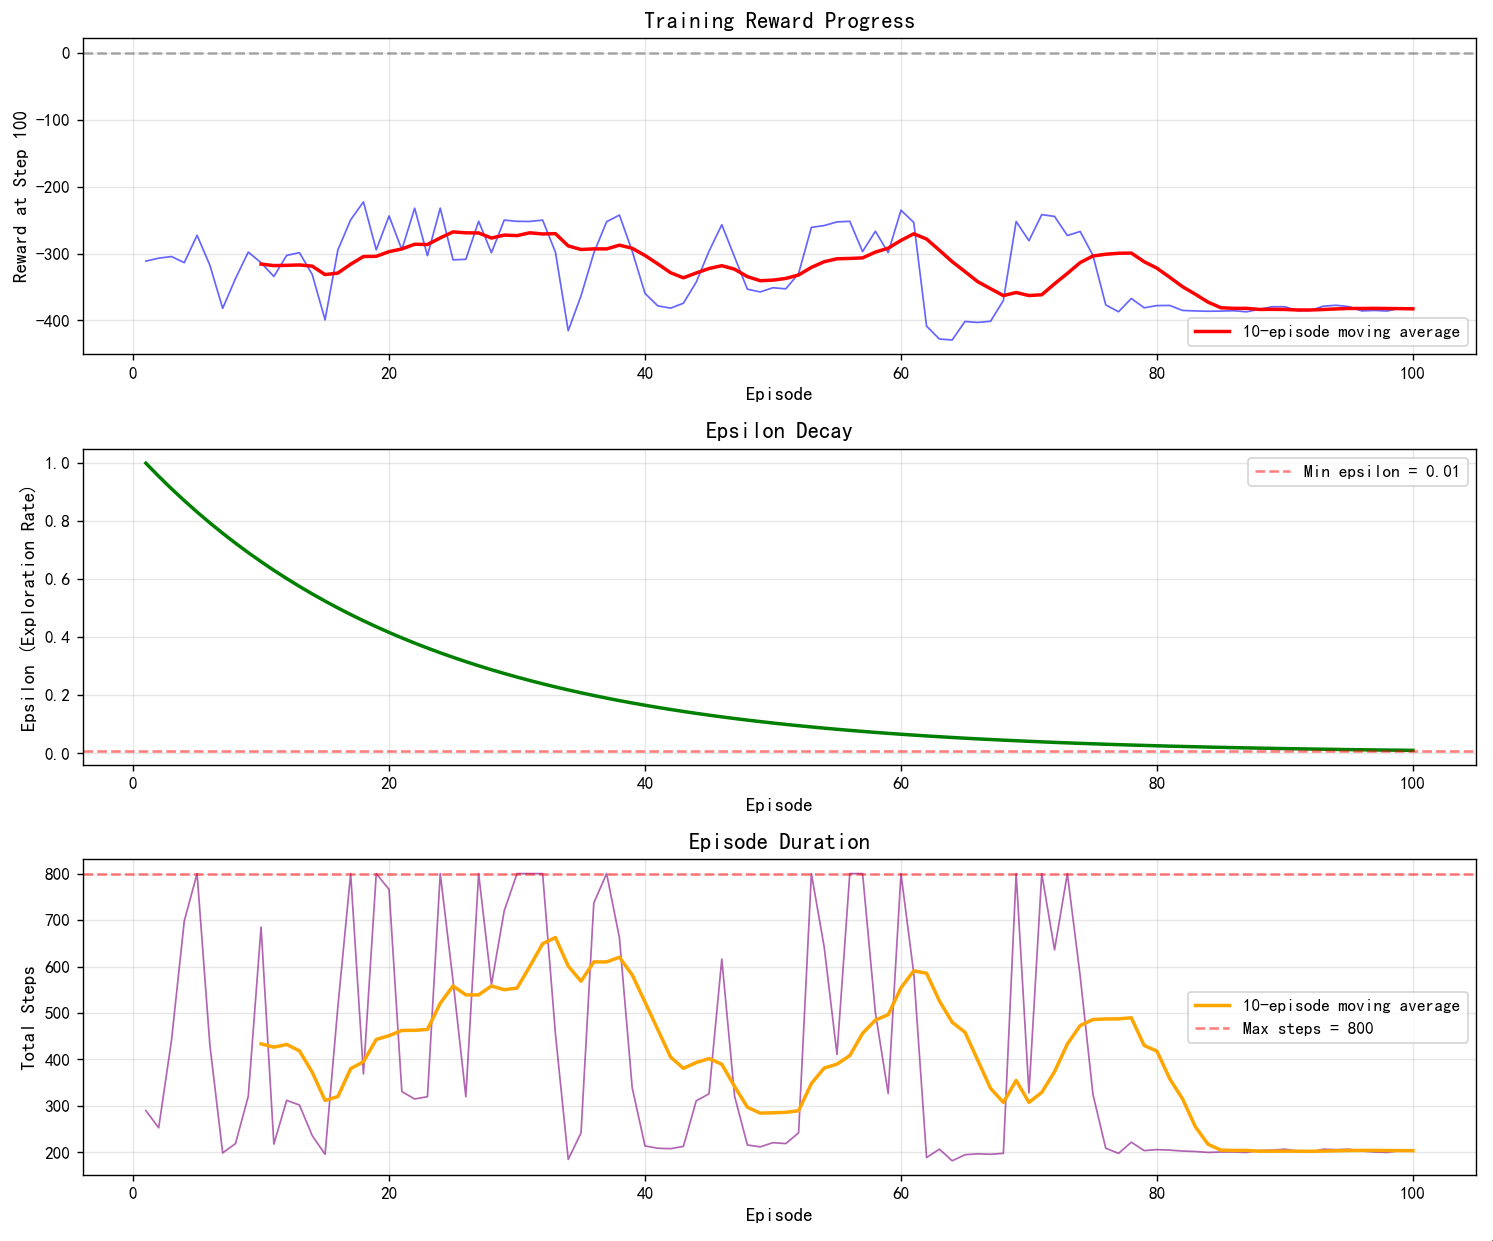 Training Reward Progress
0
−100
−200
−300
−400
Reward at Step 100
10-episode moving average
0 20 40 60 80 100
Episode
Epsilon Decay
1.0
0.8
0.6
0.4
0.2
0.0
Epsilon (Exploration Rate)
Min epsilon = 0.01
0 20 40 60 80 100
Episode
Episode Duration
800
700
600
500
400
300
200
Total Steps
10-episode moving average
Max steps = 800
0 20 40 60 80 100
Episode